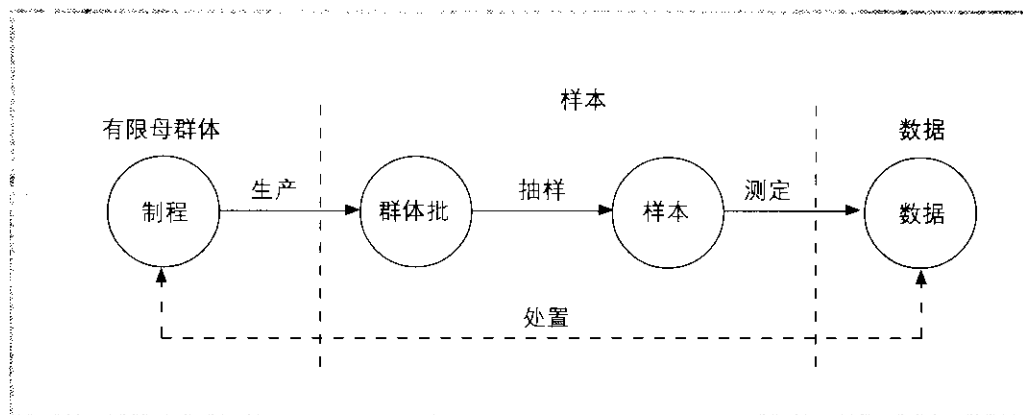 样本
有限母群体
数据
生产
抽样
测定
制程
群体批
样本
数据
处置